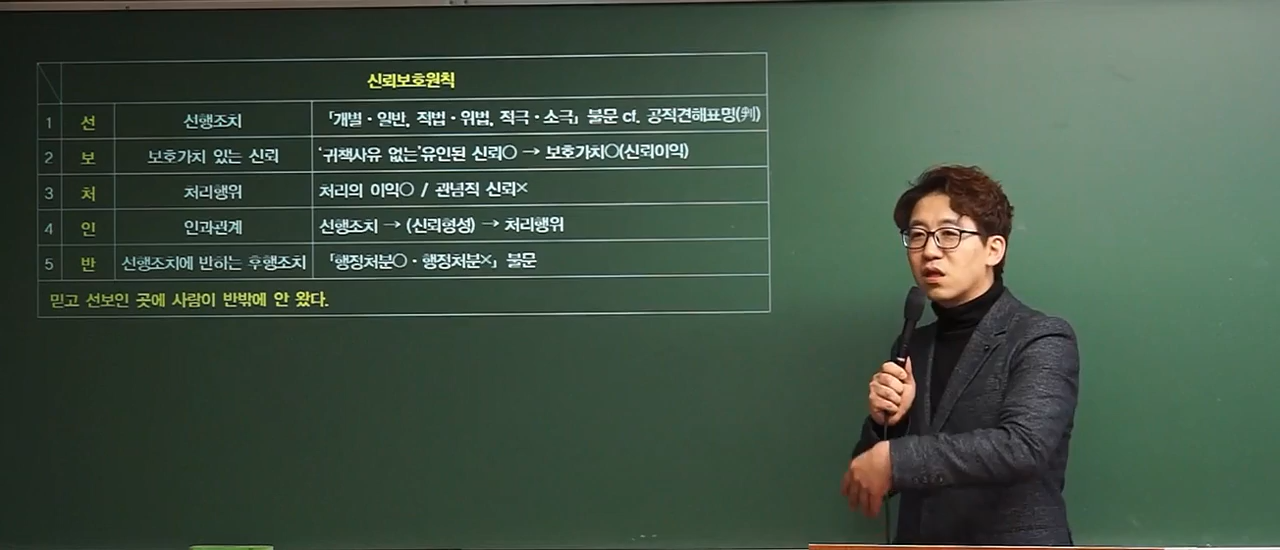 신뢰보호원칙
1 선 선행조치 「개별·일반, 적법·위법, 적극·소극」 불문 cf. 공적견해표명(判)
2 보 보호가치 있는 신뢰 '귀책사유 없는'유인된 신뢰○ → 보호가치○(신뢰이익)
3 처 처리행위 처리의 이익○ / 관념적 신뢰×
4 인 인과관계 선행조치 → (신뢰형성) → 처리행위
5 반 선행조치에 반하는 후행조치 「행정처분○·행정처분×」 불문
믿고 선보인 곳에 사람이 반밖에 안 왔다.